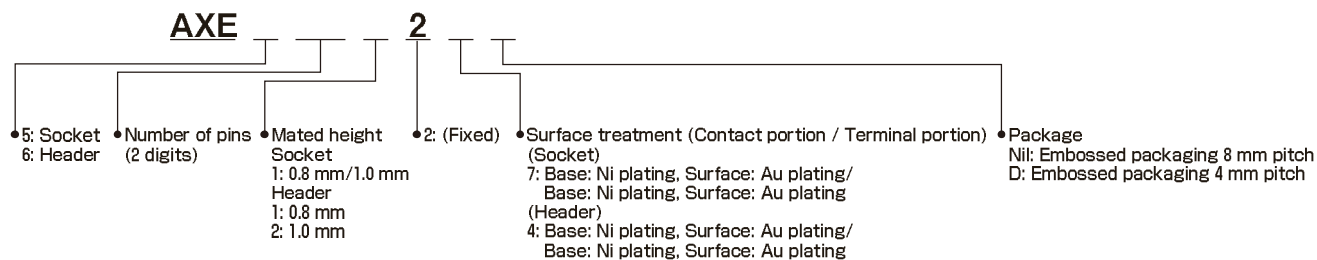 AXE 2
5: Socket
6: Header
Number of pins
(2 digits)
Mated height
Socket
1: 0.8 mm/1.0 mm
Header
1: 0.8 mm
2: 1.0 mm
2: (Fixed)
Surface treatment (Contact portion / Terminal portion)
(Socket)
7: Base: Ni plating, Surface: Au plating/
Base: Ni plating, Surface: Au plating
(Header)
4: Base: Ni plating, Surface: Au plating/
Base: Ni plating, Surface: Au plating
Package
Nil: Embossed packaging 8 mm pitch
D: Embossed packaging 4 mm pitch